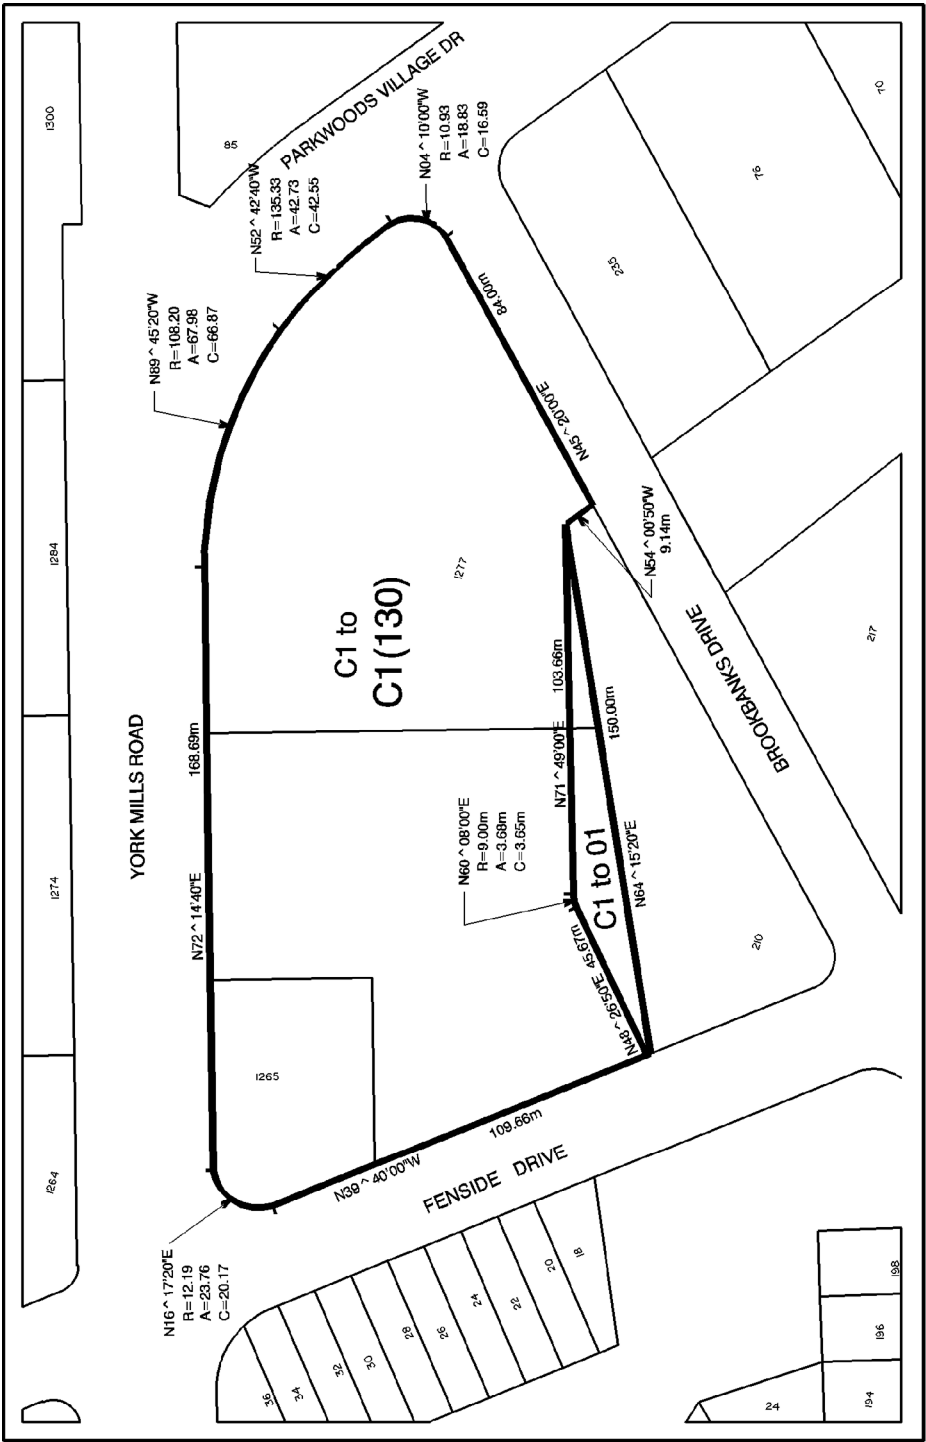 1300
85
PARKWOODS VILLAGE DR
70
76
235
N52 ^ 42'40"W
R=135.33
A=42.73
C=42.55
N04 ^ 10'00"W
R=10.93
A=18.83
C=16.59
N89 ^ 45'20"W
R=108.20
A=67.98
C=66.87
84.00m
N45 ^ 20'00"E
N54 ^ 00'50"W
9.14m
1284
1277
C1 to
C1(130)
217
BROOKBANKS DRIVE
YORK MILLS ROAD
168.69m
N72 ^ 14'40"E
103.66m
N71 ^ 49'00"E
150.00m
N64 ^ 15'20"E
N60 ^ 08'00"E
R=9.00m
A=3.68m
C=3.65m
C1 to 01
1274
N48 ^ 26'50"E 45.67m
210
1265
109.66m
N39 ^ 40'00"W
FENSIDE DRIVE
1264
N16 ^ 17'20"E
R=12.19
A=23.76
C=20.17
36
34
32
30
28
26
24
22
20
18
198
196
194
24